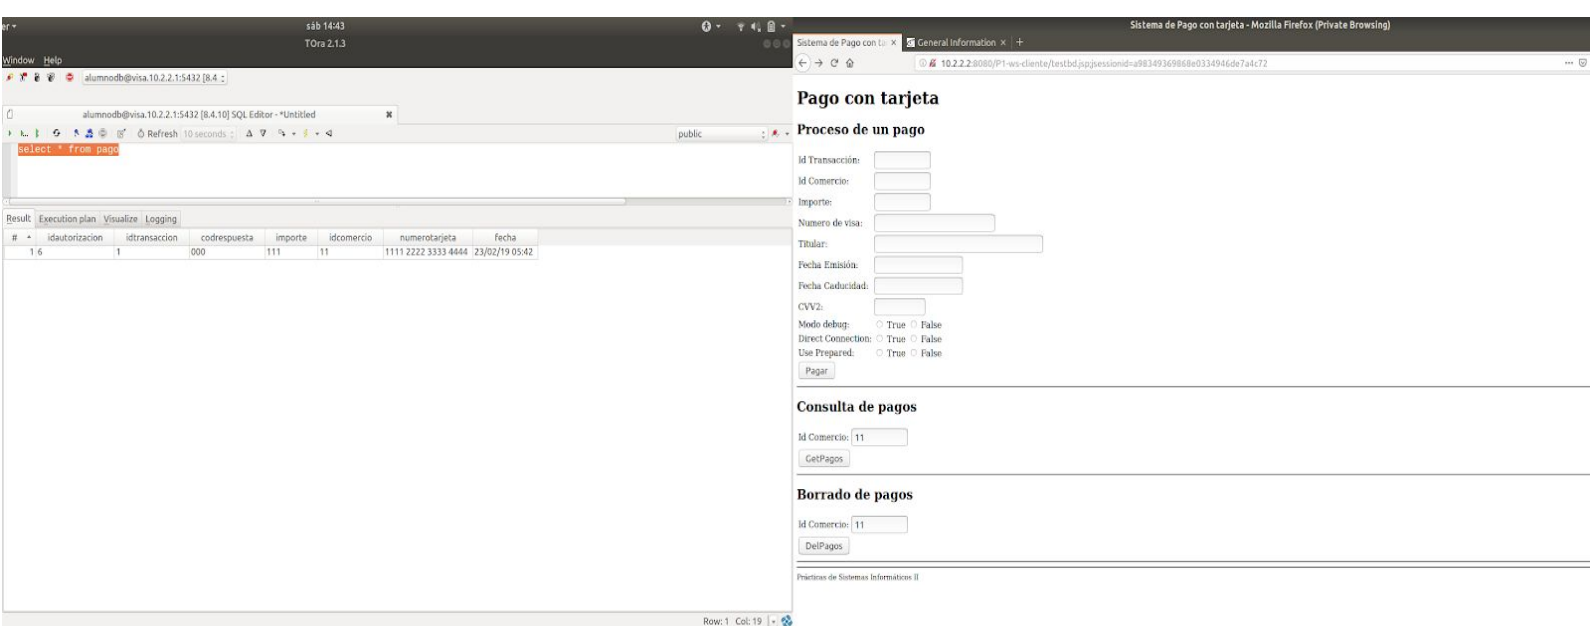 er
sáb 14:43
TOra 2.1.3
Window Help
alumnodb@visa.10.2.2.1:5432 [8.4
alumnodb@visa.10.2.2.1:5432 [8.4.10] SQL Editor - *Untitled
Refresh 10 seconds
public
select * from pago
Result Execution plan Visualize Logging
# idautorizacion idtransaccion codrespuesta importe idcomercio numerotarjeta fecha
1 6 1 000 111 11 1111 2222 3333 4444 23/02/19 05:42
Row: 1 Col: 19
Sistema de Pago con tarjeta - Mozilla Firefox (Private Browsing)
Sistema de Pago con ta × General Information × +
10.2.2.2:8080/P1-ws-cliente/testbd.jsp;jsessionid=a98349369868e0334946de7a4c72
Pago con tarjeta
Proceso de un pago
Id Transacción:
Id Comercio:
Importe:
Numero de visa:
Titular:
Fecha Emisión:
Fecha Caducidad:
CVV2:
Modo debug: True False
Direct Connection: True False
Use Prepared: True False
Pagar
Consulta de pagos
Id Comercio: 11
GetPagos
Borrado de pagos
Id Comercio: 11
DelPagos
Prácticas de Sistemas Informáticos II